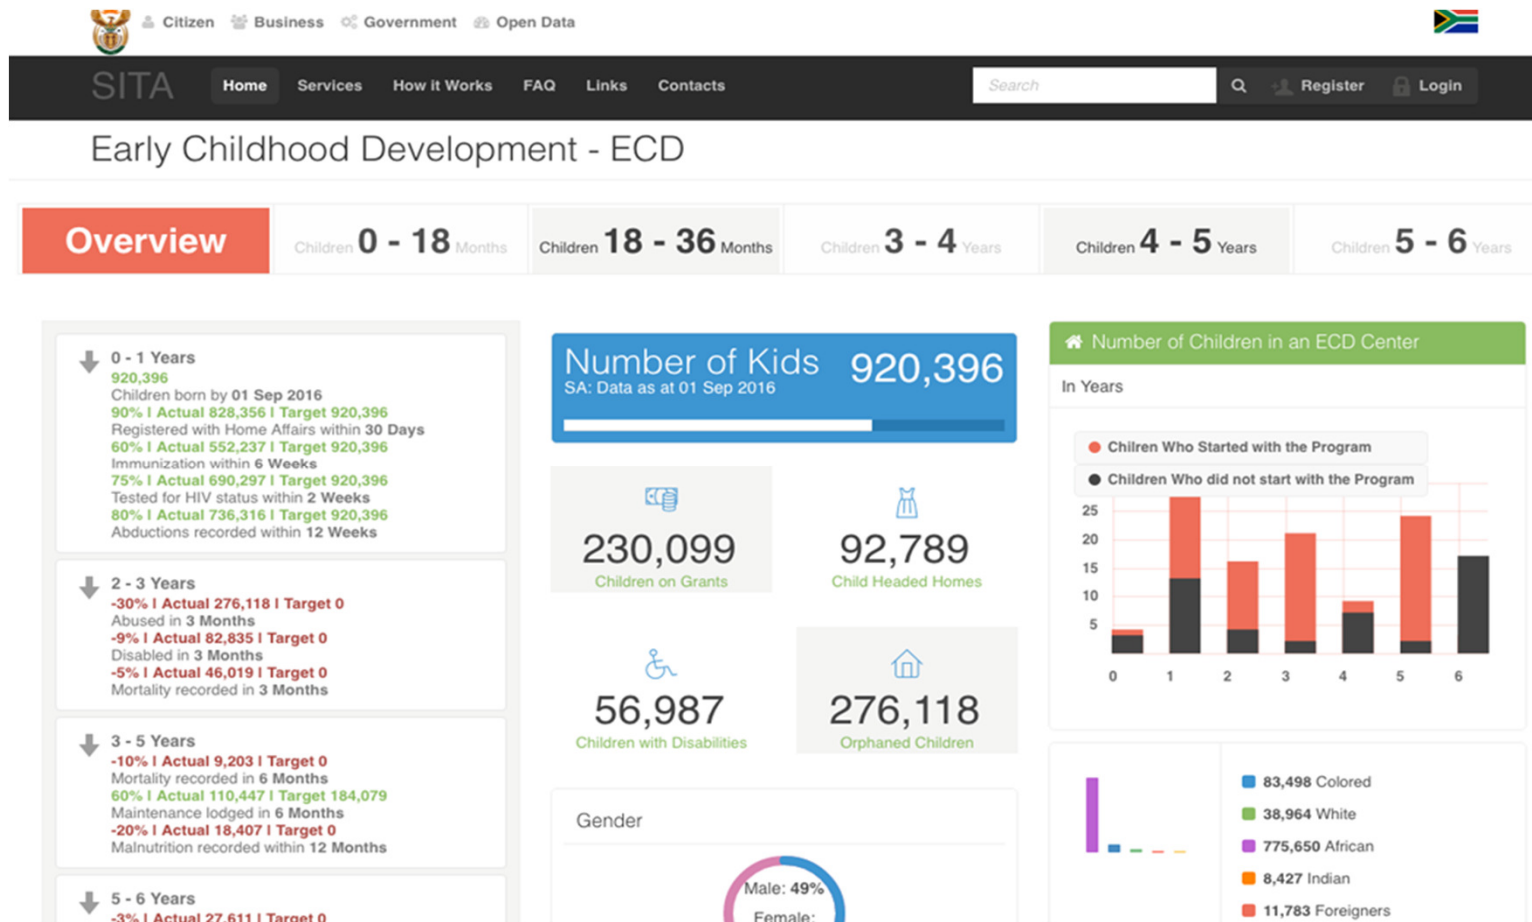 Citizen Business Government Open Data
SITA Home Services How it Works FAQ Links Contacts Search Register Login
Early Childhood Development - ECD
Overview Children 0 - 18 Months Children 18 - 36 Months Children 3 - 4 Years Children 4 - 5 Years Children 5 - 6 Years
0 - 1 Years
920,396
Children born by 01 Sep 2016
90% I Actual 828,356 I Target 920,396
Registered with Home Affairs within 30 Days
60% I Actual 552,237 I Target 920,396
Immunization within 6 Weeks
75% I Actual 690,297 I Target 920,396
Tested for HIV status within 2 Weeks
80% I Actual 736,316 I Target 920,396
Abductions recorded within 12 Weeks
2 - 3 Years
-30% I Actual 276,118 I Target 0
Abused in 3 Months
-9% I Actual 82,835 I Target 0
Disabled in 3 Months
-5% I Actual 46,019 I Target 0
Mortality recorded in 3 Months
3 - 5 Years
-10% I Actual 9,203 I Target 0
Mortality recorded in 6 Months
60% I Actual 110,447 I Target 184,079
Maintenance lodged in 6 Months
-20% I Actual 18,407 I Target 0
Malnutrition recorded within 12 Months
5 - 6 Years
-3% I Actual 27,611 I Target 0
Number of Kids 920,396
SA: Data as at 01 Sep 2016
230,099
Children on Grants
92,789
Child Headed Homes
56,987
Children with Disabilities
276,118
Orphaned Children
Gender
Male: 49%
Female:
Number of Children in an ECD Center
In Years
Chilren Who Started with the Program
Children Who did not start with the Program
25
20
15
10
5
0 1 2 3 4 5 6
83,498 Colored
38,964 White
775,650 African
8,427 Indian
11,783 Foreigners